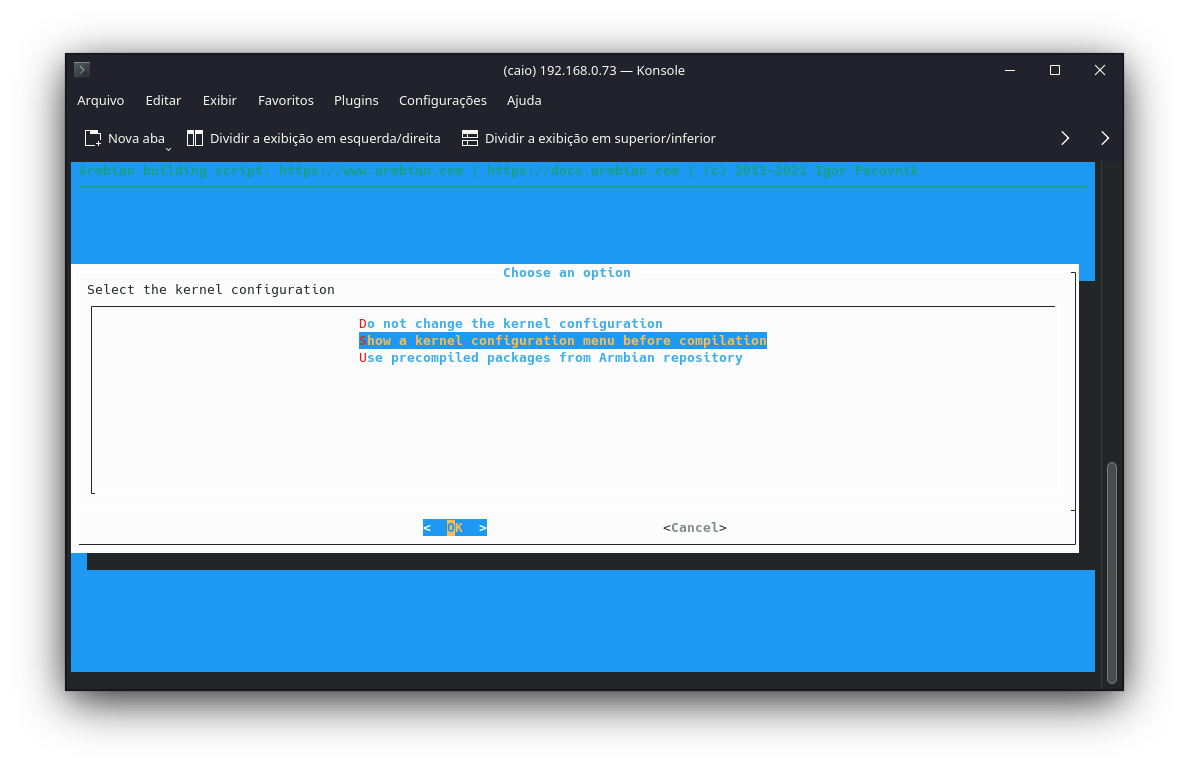 (caio) 192.168.0.73 — Konsole
Arquivo Editar Exibir Favoritos Plugins Configurações Ajuda
Nova aba Dividir a exibição em esquerda/direita Dividir a exibição em superior/inferior
Armbian building script, https://www.armbian.com | https://docs.armbian.com | (c) 2013-2021 Igor Pecovnik
Choose an option
Select the kernel configuration
Do not change the kernel configuration
Show a kernel configuration menu before compilation
Use precompiled packages from Armbian repository
< OK > <Cancel>